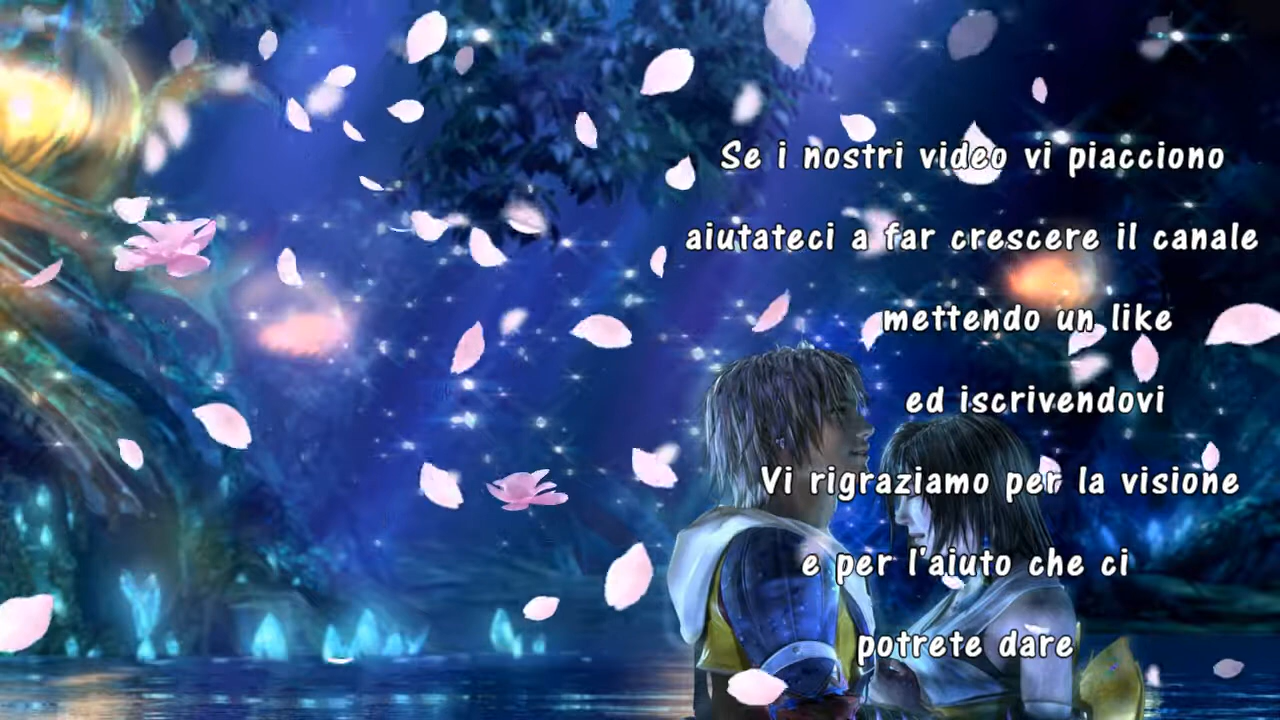 Se i nostri video vi piacciono
aiutateci a far crescere il canale
mettendo un like
ed iscrivendovi
Vi rigraziamo per la visione
e per l'aiuto che ci
potrete dare